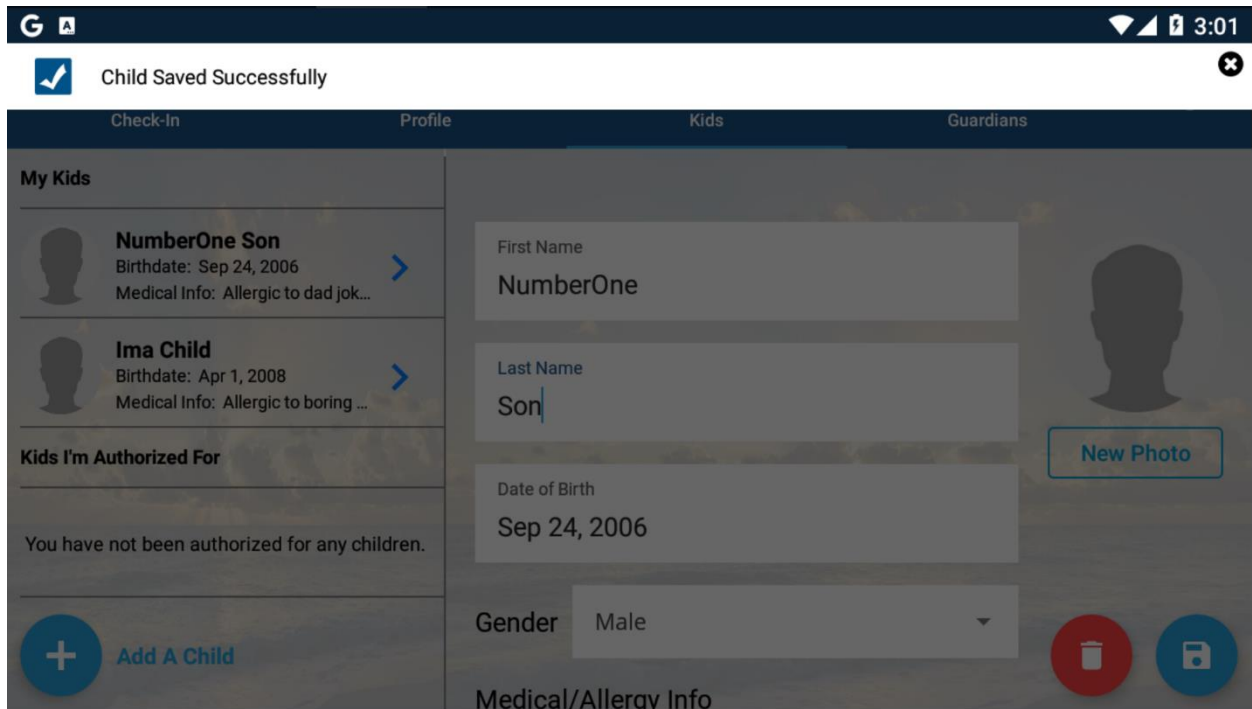 G A 3:01
Child Saved Successfully
Check-In Profile Kids Guardians
My Kids
NumberOne Son
Birthdate: Sep 24, 2006
Medical Info: Allergic to dad jok...
Ima Child
Birthdate: Apr 1, 2008
Medical Info: Allergic to boring ...
Kids I'm Authorized For
You have not been authorized for any children.
Add A Child
First Name
NumberOne
Last Name
Son
Date of Birth
Sep 24, 2006
Gender Male
Medical/Allergy Info
New Photo